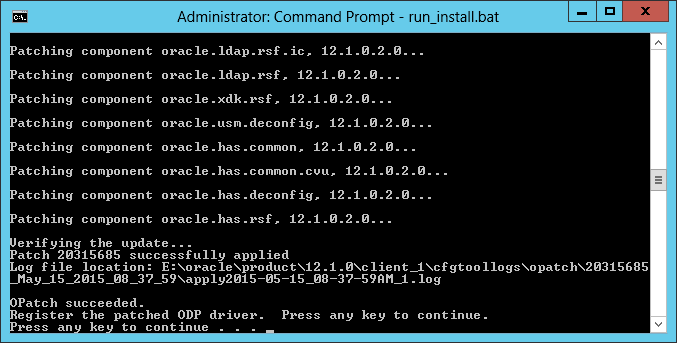 Administrator: Command Prompt - run_install.bat
Patching component oracle.ldap.rsf.ic, 12.1.0.2.0...
Patching component oracle.ldap.rsf, 12.1.0.2.0...
Patching component oracle.xdk.rsf, 12.1.0.2.0...
Patching component oracle.usm.deconfig, 12.1.0.2.0...
Patching component oracle.has.common, 12.1.0.2.0...
Patching component oracle.has.common.cvu, 12.1.0.2.0...
Patching component oracle.has.deconfig, 12.1.0.2.0...
Patching component oracle.has.rsf, 12.1.0.2.0...
Verifying the update...
Patch 20315685 successfully applied
Log file location: E:\oracle\product\12.1.0\client_1\cfgtoollogs\opatch\20315685
_May_15_2015_08_37_59\apply2015-05-15_08-37-59AM_1.log
OPatch succeeded.
Register the patched ODP driver.  Press any key to continue.
Press any key to continue . . .